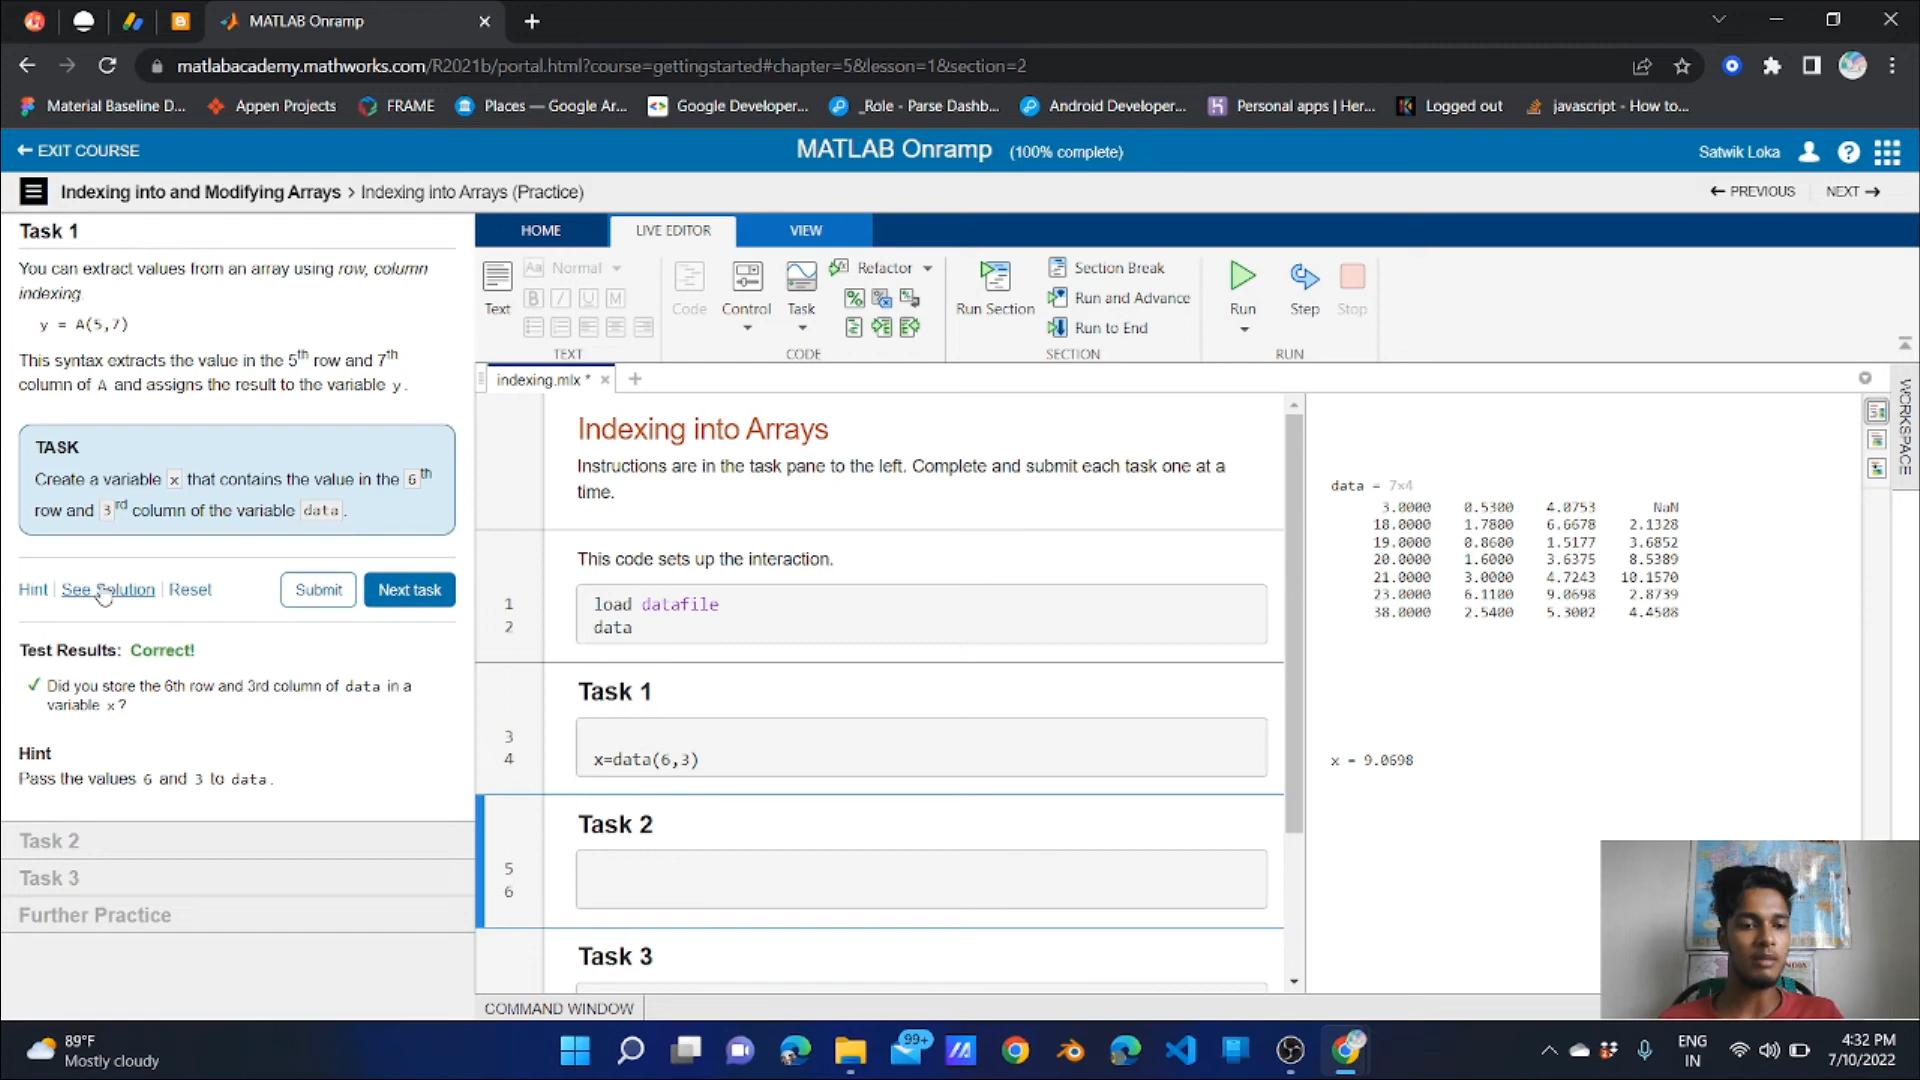 MATLAB Onramp
matlabacademy.mathworks.com/R2021b/portal.html?course=gettingstarted#chapter=5&lesson=1&section=2
Material Baseline D...
Appen Projects
FRAME
Places — Google Ar...
Google Developer...
_Role - Parse Dashb...
Android Developer...
Personal apps | Her...
Logged out
javascript - How to...
EXIT COURSE
MATLAB Onramp (100% complete)
Satwik Loka
Indexing into and Modifying Arrays > Indexing into Arrays (Practice)
PREVIOUS
NEXT
Task 1
You can extract values from an array using row, column
indexing.
y = A(5,7)
This syntax extracts the value in the 5th row and 7th
column of A and assigns the result to the variable y.
TASK
Create a variable x that contains the value in the 6th
row and 3rd column of the variable data.
Hint | See Solution | Reset
Submit
Next task
Test Results: Correct!
✓ Did you store the 6th row and 3rd column of data in a
variable x?
Hint
Pass the values 6 and 3 to data.
Task 2
Task 3
Further Practice
HOME
LIVE EDITOR
VIEW
Text
Aa Normal
B I U M
TEXT
Code
Control
Task
Refactor
CODE
Run Section
Section Break
Run and Advance
Run to End
SECTION
Run
Step
Stop
RUN
indexing.mlx *
WORKSPACE
Indexing into Arrays
Instructions are in the task pane to the left. Complete and submit each task one at a
time.
This code sets up the interaction.
1 load datafile
2 data
Task 1
3
4 x=data(6,3)
Task 2
5
6
Task 3
data = 7x4
3.0000 0.5300 4.0753 NaN
18.0000 1.7800 6.6678 2.1328
19.0000 0.8600 1.5177 3.6852
20.0000 1.6000 3.6375 8.5389
21.0000 3.0000 4.7243 10.1570
23.0000 6.1100 9.0698 2.8739
38.0000 2.5400 5.3002 4.4508
x = 9.0698
COMMAND WINDOW
89°F
Mostly cloudy
99+
ENG
IN
4:32 PM
7/10/2022